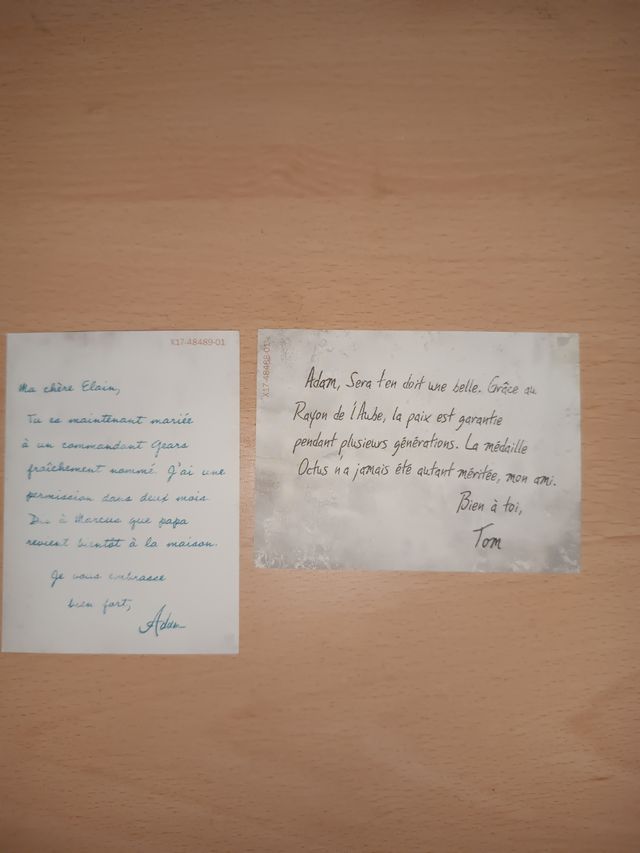 X17-48489-01
Ma chère Elain,
Tu es maintenant mariée
à un commandant Gears
fraîchement nommé. J'ai une
permission dans deux mois.
Dis à Marcus que papa
revient bientôt à la maison.
Je vous embrasse
bien fort,
Adam
X17-48488-01
Adam, Sera t'en doit une belle. Grâce au
Rayon de l'Aube, la paix est garantie
pendant plusieurs générations. La médaille
Octus n'a jamais été autant méritée, mon ami.
Bien à toi,
Tom